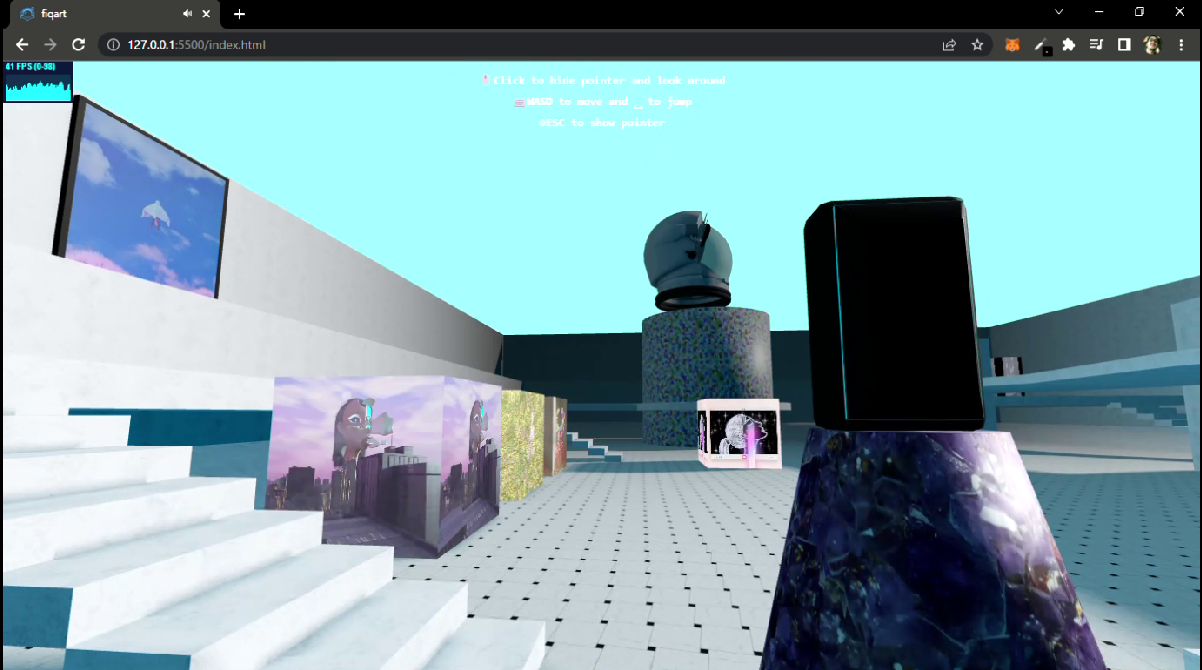 fiqart
127.0.0.1:5500/index.html
41 FPS (0-98)
Click to hide pointer and look around
WASD to move and ␣ to jump
ESC to show pointer